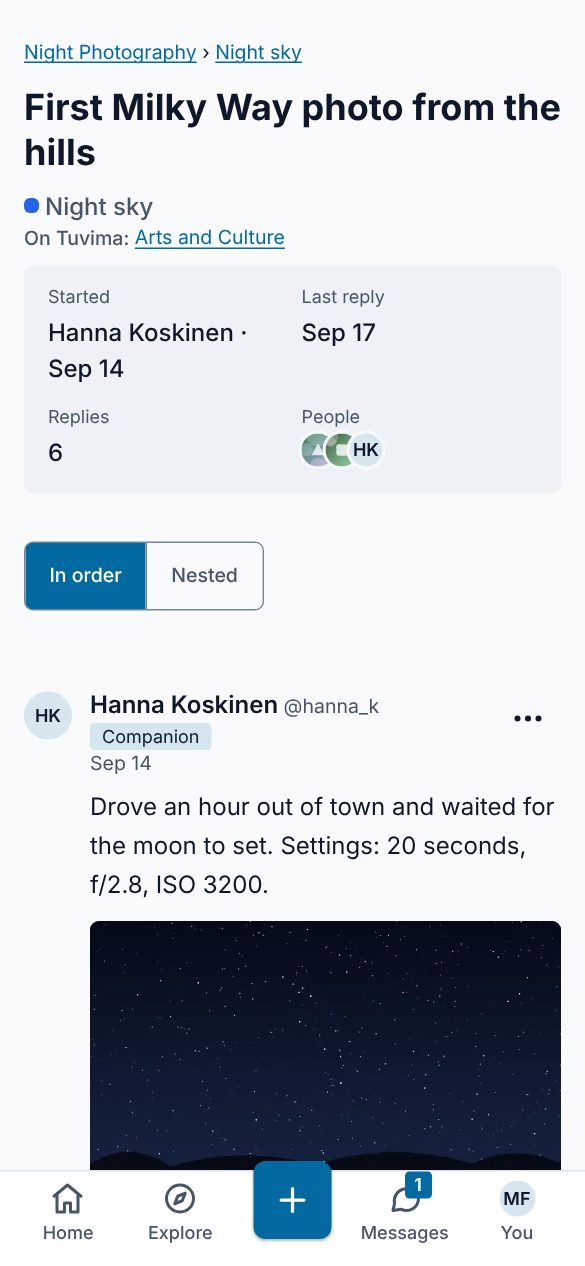 Night Photography › Night sky
First Milky Way photo from the
hills
Night sky
On Tuvima: Arts and Culture
Started
Hanna Koskinen ·
Sep 14
Last reply
Sep 17
Replies
6
People
HK
In order
Nested
HK
Hanna Koskinen @hanna_k
Companion
Sep 14
Drove an hour out of town and waited for
the moon to set. Settings: 20 seconds,
f/2.8, ISO 3200.
Home
Explore
1
Messages
MF
You